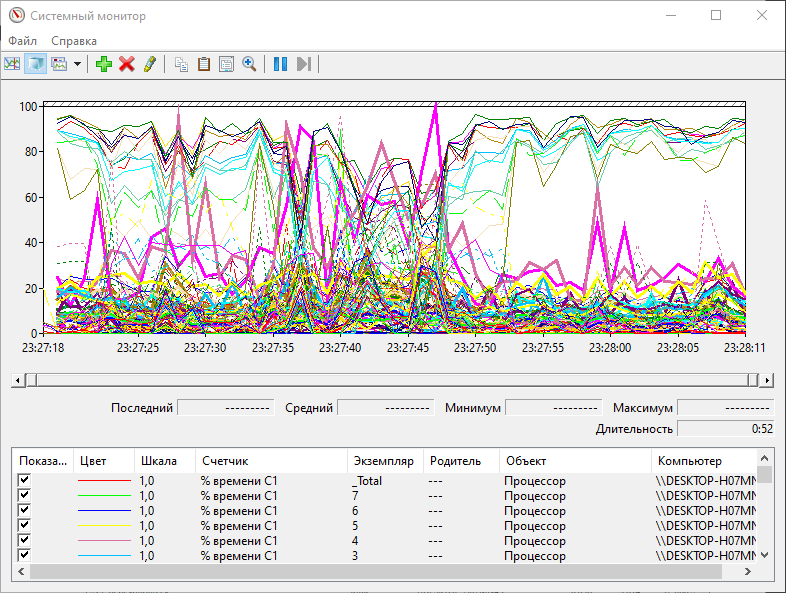 Системный монитор
Файл Справка
100
80
60
40
20
0
23:27:18 23:27:25 23:27:30 23:27:35 23:27:40 23:27:45 23:27:50 23:27:55 23:28:00 23:28:05 23:28:11
Последний --------- Средний --------- Минимум --------- Максимум ---------
Длительность 0:52
Показа... Цвет Шкала Счетчик Экземпляр Родитель Объект Компьютер
1,0 % времени C1 _Total --- Процессор \\DESKTOP-H07MN
1,0 % времени C1 7 --- Процессор \\DESKTOP-H07MN
1,0 % времени C1 6 --- Процессор \\DESKTOP-H07MN
1,0 % времени C1 5 --- Процессор \\DESKTOP-H07MN
1,0 % времени C1 4 --- Процессор \\DESKTOP-H07MN
1,0 % времени C1 3 --- Процессор \\DESKTOP-H07MN